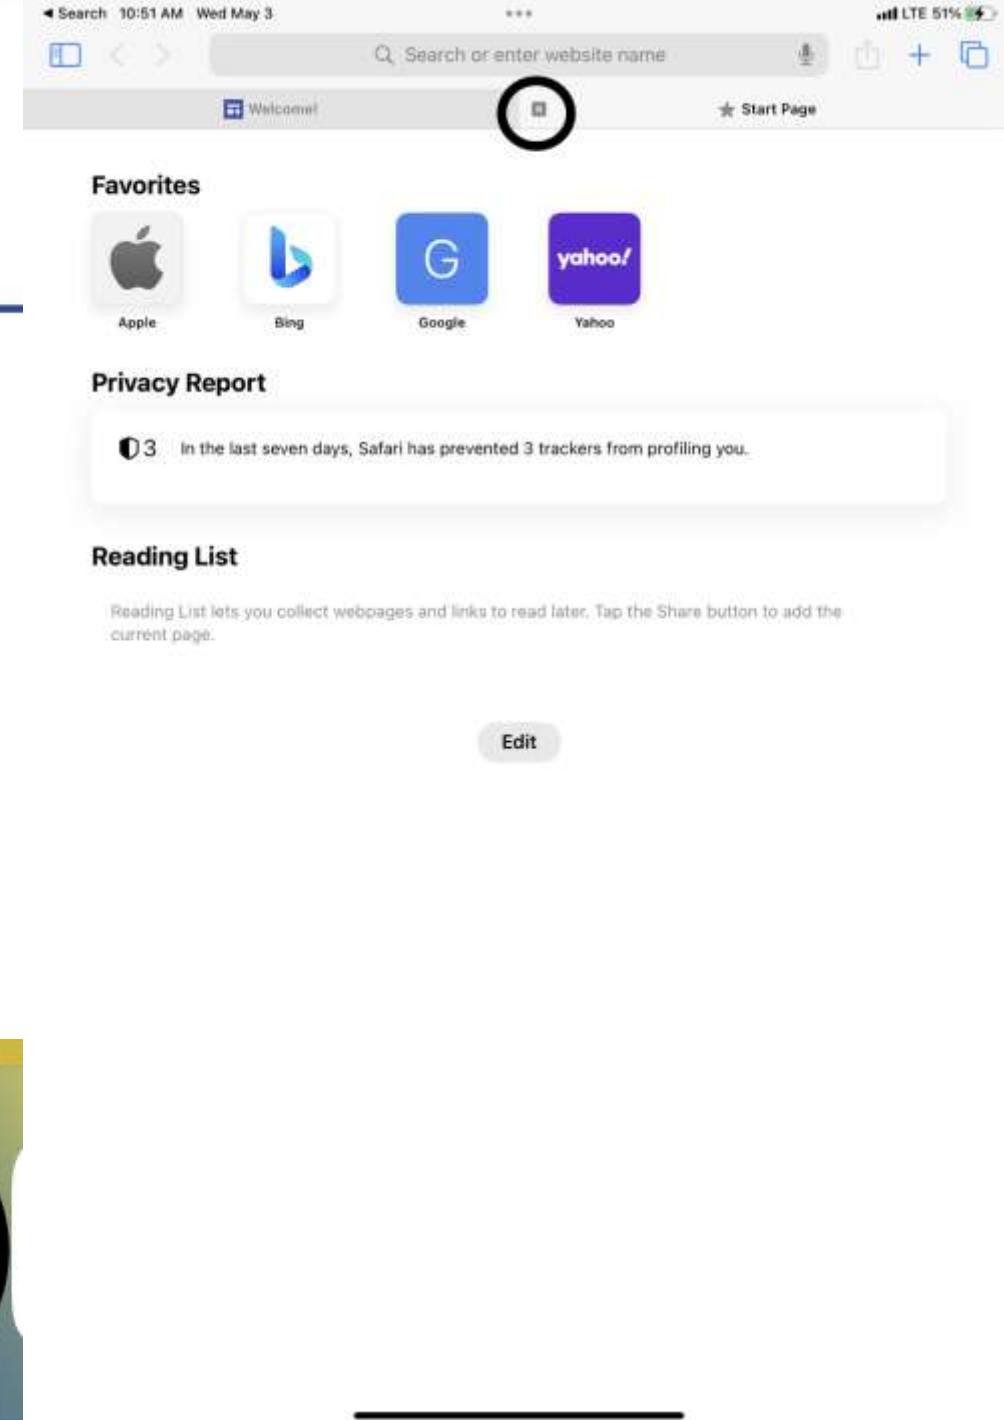 ◄ Search 10:51 AM Wed May 3 LTE 51%
Search or enter website name
Welcome! Start Page
Favorites
G yahoo!
Apple Bing Google Yahoo
Privacy Report
3 In the last seven days, Safari has prevented 3 trackers from profiling you.
Reading List
Reading List lets you collect webpages and links to read later. Tap the Share button to add the
current page.
Edit